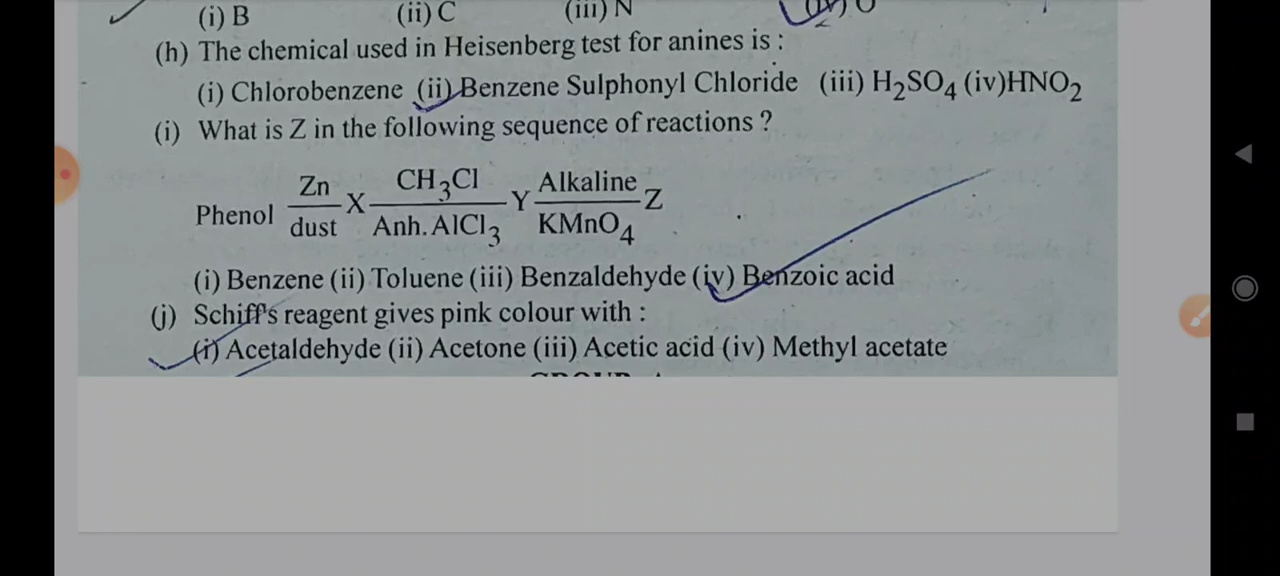 (i) B (ii) C (iii) N (iv) O
(h) The chemical used in Heisenberg test for anines is :
(i) Chlorobenzene (ii) Benzene Sulphonyl Chloride (iii) H₂SO₄ (iv)HNO₂
(i) What is Z in the following sequence of reactions ?
Phenol Zn dust X CH₃Cl Anh. AlCl₃ Y Alkaline KMnO₄ Z
(i) Benzene (ii) Toluene (iii) Benzaldehyde (iv) Benzoic acid
(j) Schiff's reagent gives pink colour with :
(i) Acetaldehyde (ii) Acetone (iii) Acetic acid (iv) Methyl acetate